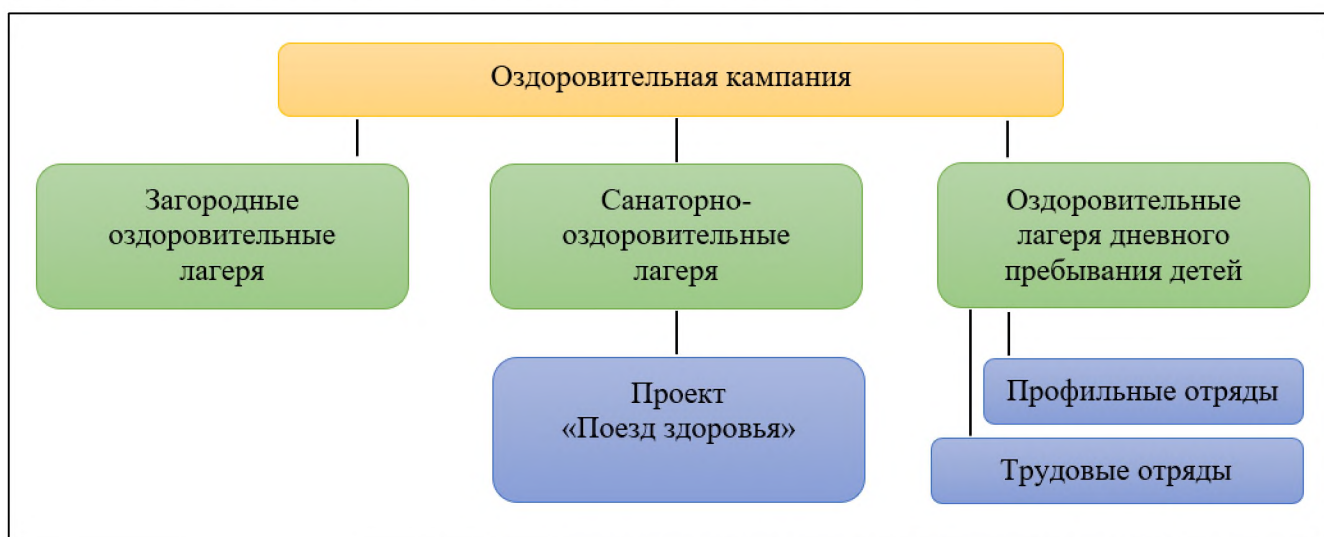 Оздоровительная кампания
Загородные
оздоровительные
лагеря
Санаторно-
оздоровительные
лагеря
Оздоровительные
лагеря дневного
пребывания детей
Проект
«Поезд здоровья»
Профильные отряды
Трудовые отряды